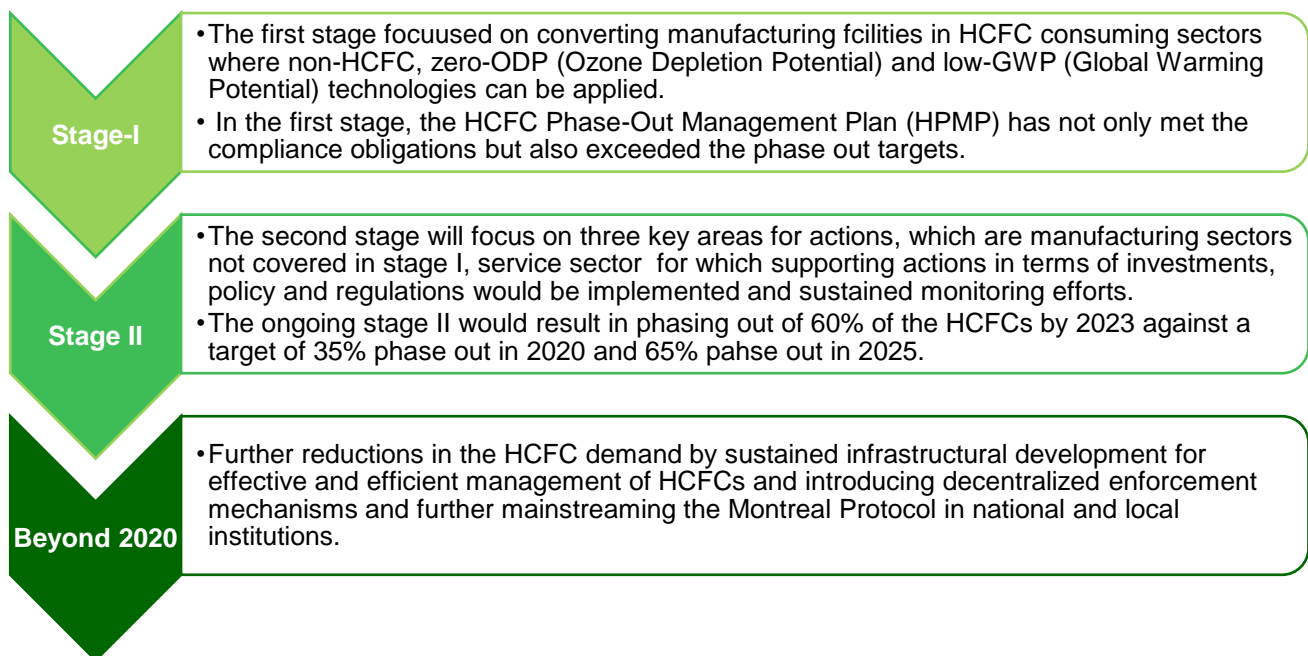 Stage-I
•The first stage focuused on converting manufacturing fcilities in HCFC consuming sectors
where non-HCFC, zero-ODP (Ozone Depletion Potential) and low-GWP (Global Warming
Potential) technologies can be applied.
• In the first stage, the HCFC Phase-Out Management Plan (HPMP) has not only met the
compliance obligations but also exceeded the phase out targets.
Stage II
•The second stage will focus on three key areas for actions, which are manufacturing sectors
not covered in stage I, service sector for which supporting actions in terms of investments,
policy and regulations would be implemented and sustained monitoring efforts.
•The ongoing stage II would result in phasing out of 60% of the HCFCs by 2023 against a
target of 35% phase out in 2020 and 65% pahse out in 2025.
Beyond 2020
•Further reductions in the HCFC demand by sustained infrastructural development for
effective and efficient management of HCFCs and introducing decentralized enforcement
mechanisms and further mainstreaming the Montreal Protocol in national and local
institutions.